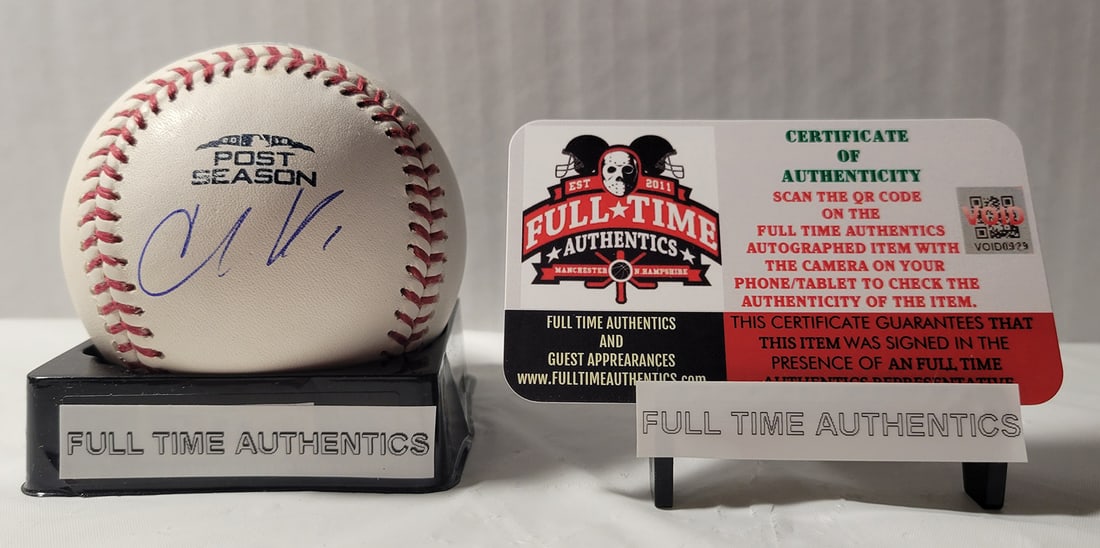 POST
SEASON
FULL TIME AUTHENTICS
EST 2011
FULL★TIME
★AUTHENTICS★
MANCHESTER N.HAMPSHIRE
FULL TIME AUTHENTICS
AND
GUEST APPREARANCES
www.FULLTIMEAUTHENTICS.com
CERTIFICATE
OF
AUTHENTICITY
SCAN THE QR CODE
ON THE
FULL TIME AUTHENTICS
AUTOGRAPHED ITEM WITH
THE CAMERA ON YOUR
PHONE/TABLET TO CHECK THE
AUTHENTICITY OF THE ITEM.
VOID
VOID0929
THIS CERTIFICATE GUARANTEES THAT
THIS ITEM WAS SIGNED IN THE
PRESENCE OF AN FULL TIME
AUTHENTICS REPRESENTATIVE
FULL TIME AUTHENTICS